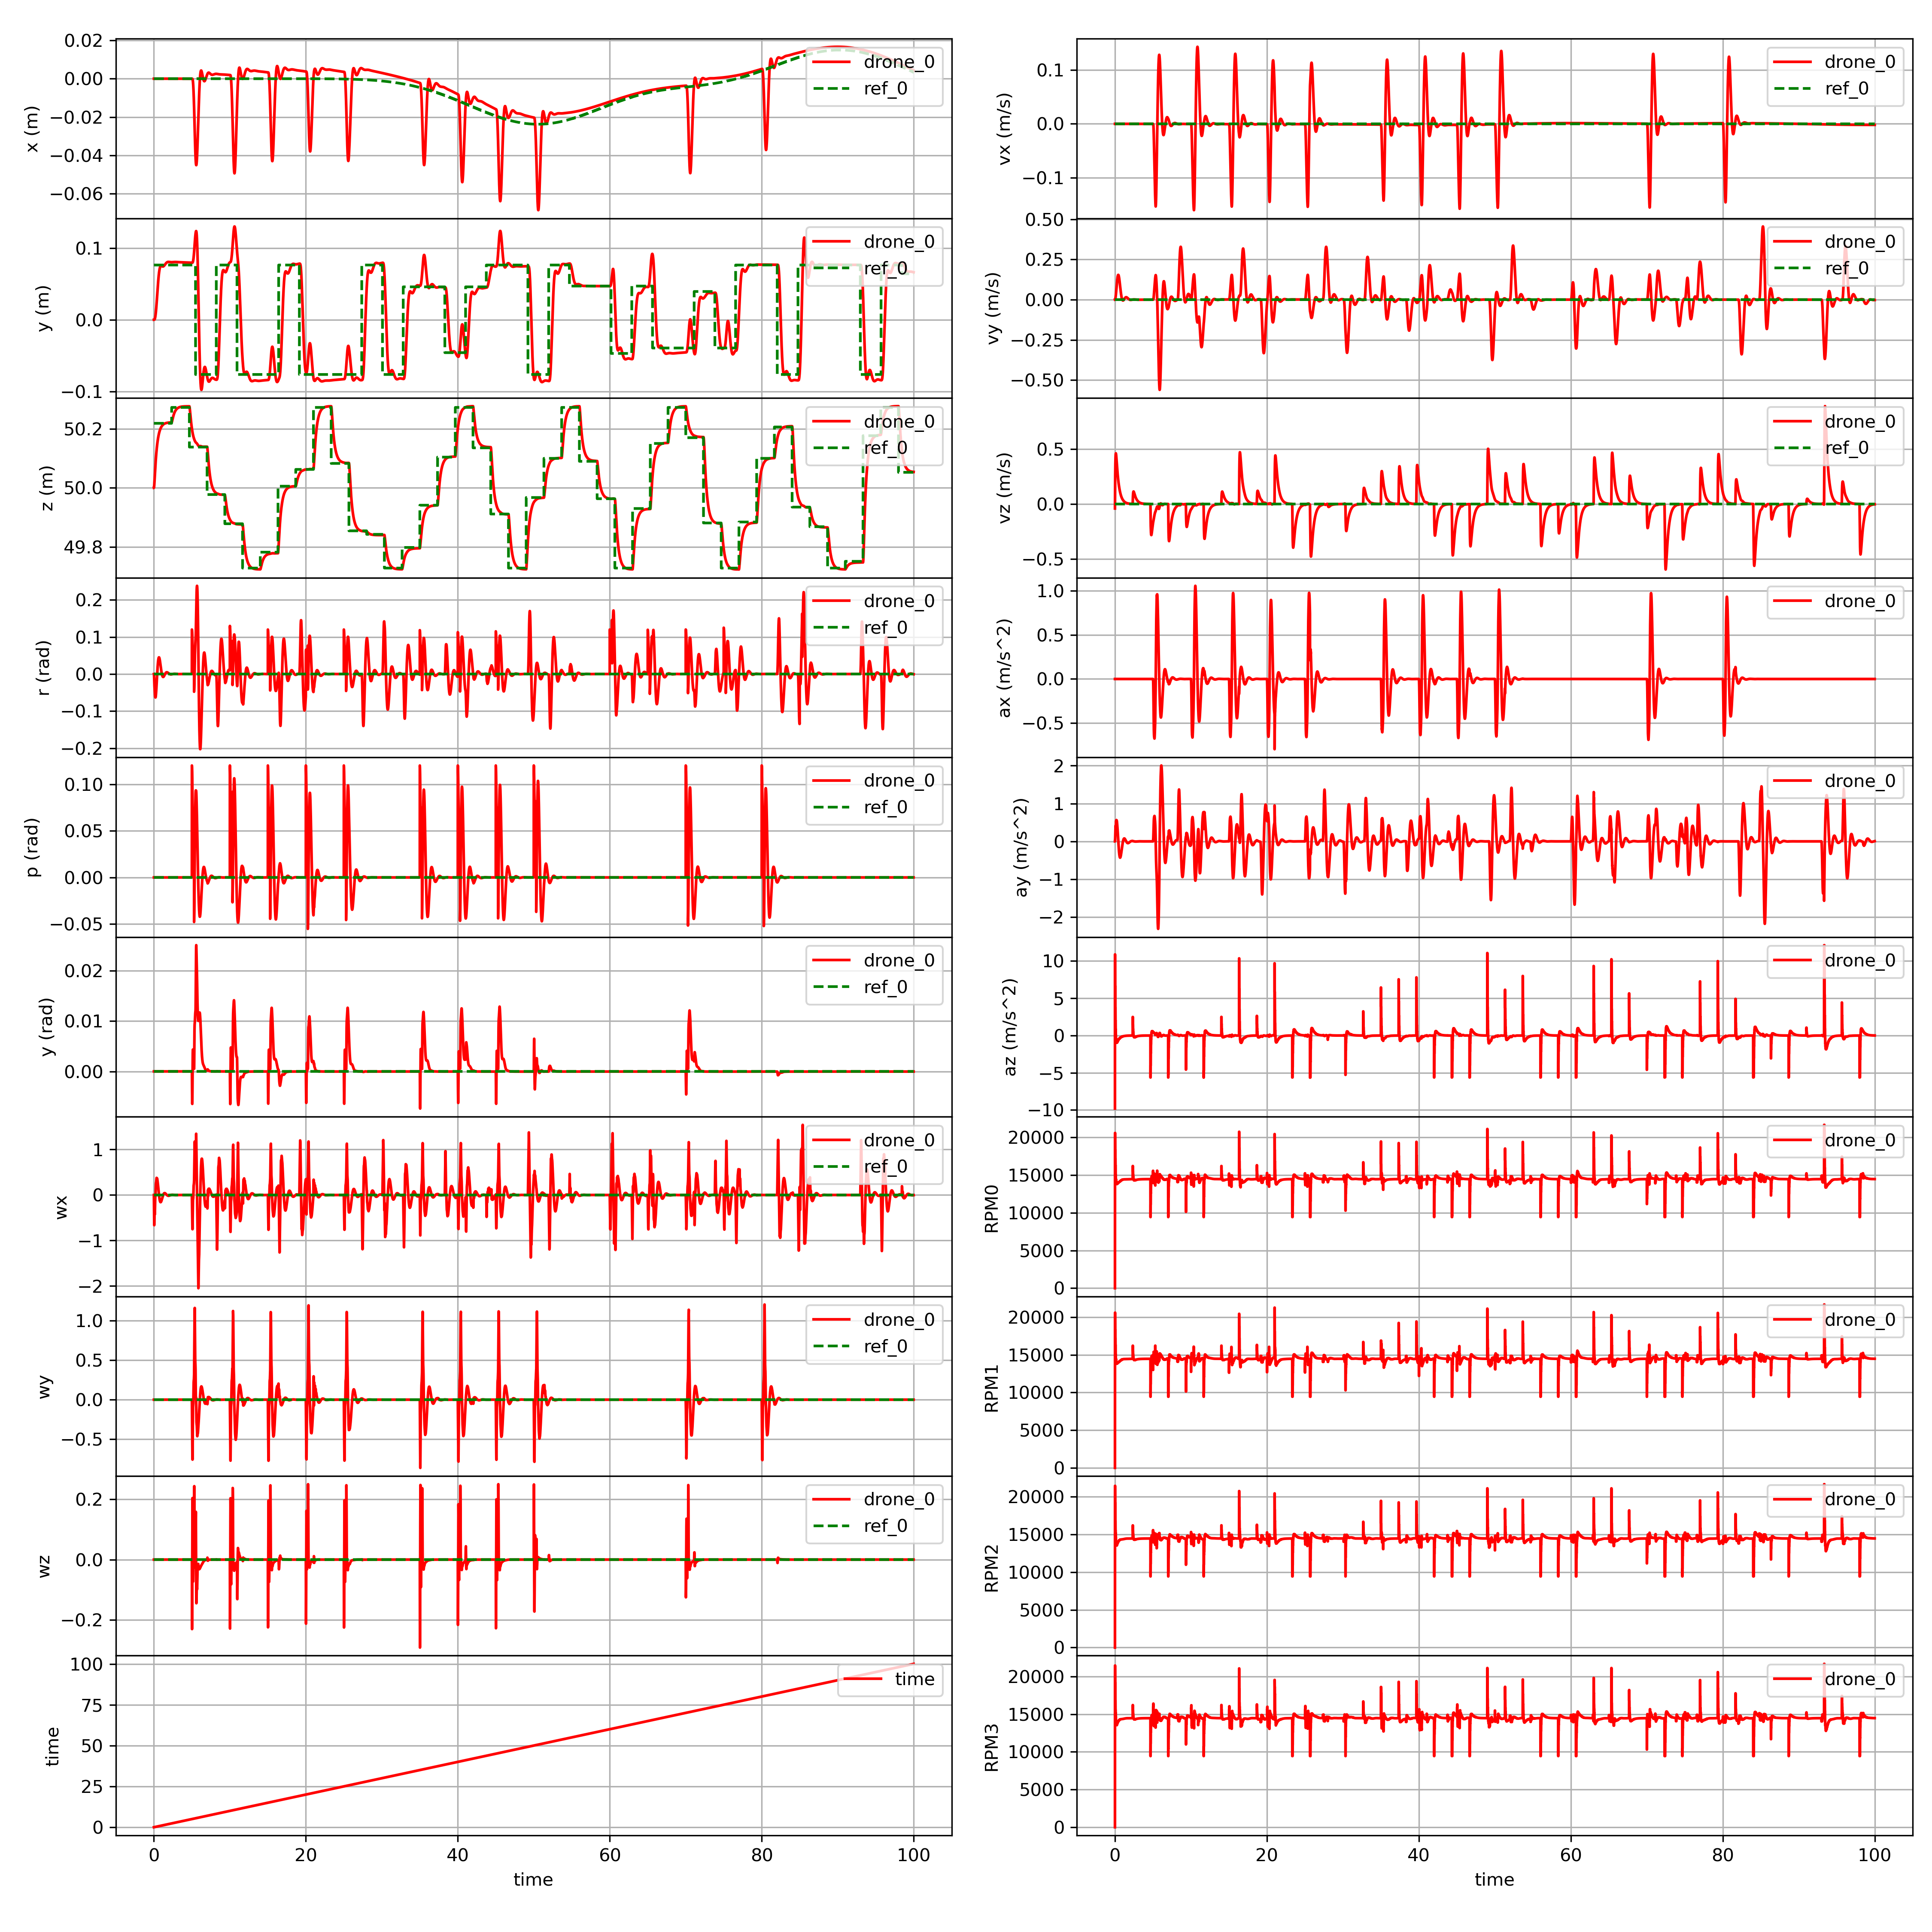 0.02
0.00
−0.02
−0.04
−0.06
x (m)
drone_0
ref_0
0.1
0.0
−0.1
y (m)
drone_0
ref_0
50.2
50.0
49.8
z (m)
drone_0
ref_0
0.2
0.1
0.0
−0.1
−0.2
r (rad)
drone_0
ref_0
0.10
0.05
0.00
−0.05
p (rad)
drone_0
ref_0
0.02
0.01
0.00
y (rad)
drone_0
ref_0
1
0
−1
−2
wx
drone_0
ref_0
1.0
0.5
0.0
−0.5
wy
drone_0
ref_0
0.2
0.0
−0.2
wz
drone_0
ref_0
100
75
50
25
0
time
time
0 20 40 60 80 100
time
0.1
0.0
−0.1
vx (m/s)
drone_0
ref_0
0.50
0.25
0.00
−0.25
−0.50
vy (m/s)
drone_0
ref_0
0.5
0.0
−0.5
vz (m/s)
drone_0
ref_0
1.0
0.5
0.0
−0.5
ax (m/s^2)
drone_0
2
1
0
−1
−2
ay (m/s^2)
drone_0
10
5
0
−5
−10
az (m/s^2)
drone_0
20000
15000
10000
5000
0
RPM0
drone_0
20000
15000
10000
5000
0
RPM1
drone_0
20000
15000
10000
5000
0
RPM2
drone_0
20000
15000
10000
5000
0
RPM3
drone_0
0 20 40 60 80 100
time